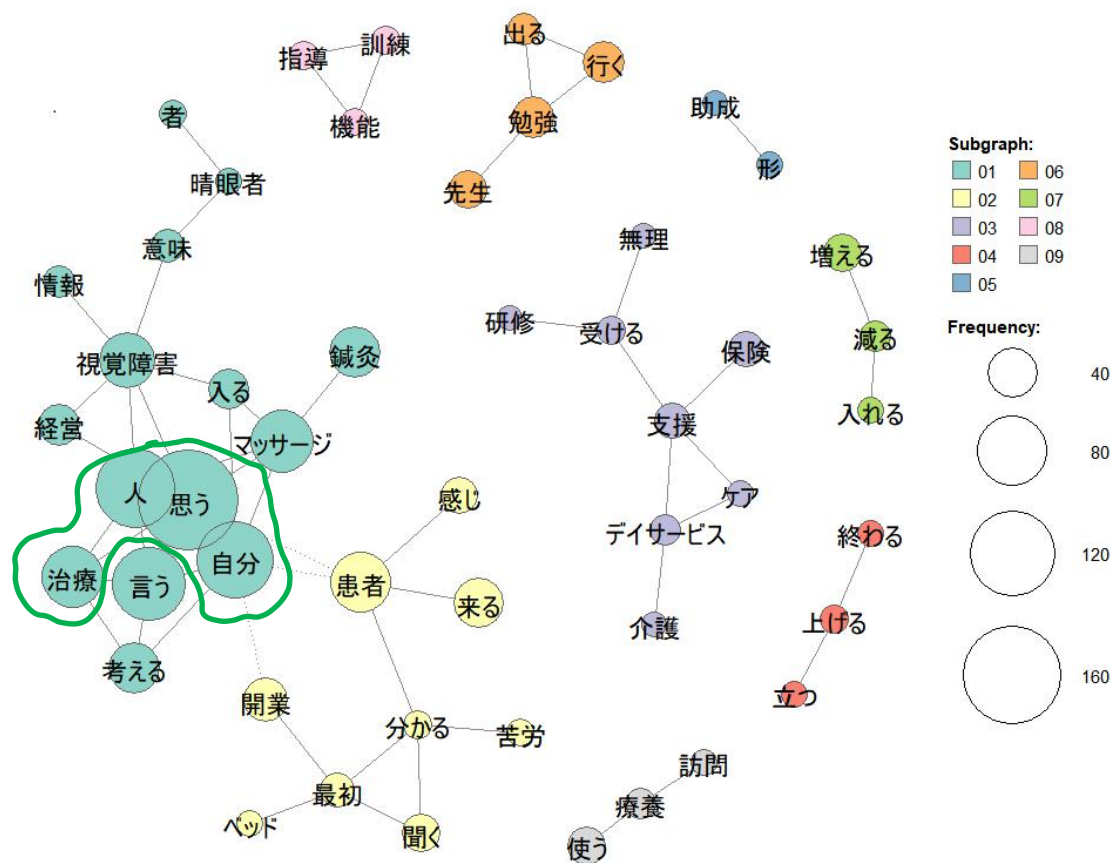 出る
訓練
指導
行く
助成
者
勉強
機能
形
晴眼者
先生
Subgraph:
01
06
02
07
03
08
04
09
05
無理
意味
増える
情報
研修
受ける
減る
Frequency:
40
視覚障害
鍼灸
保険
入る
入れる
経営
支援
マッサージ
80
人
思う
感じ
ケア
デイサービス
終わる
120
自分
治療
言う
患者
来る
介護
上げる
考える
160
開業
立つ
分かる
苦労
訪問
最初
療養
ベッド
聞く
使う